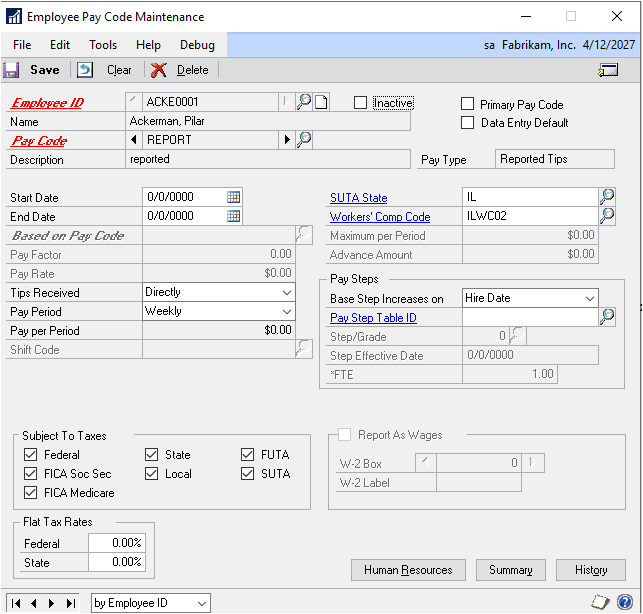 Employee Pay Code Maintenance
File Edit Tools Help Debug
sa Fabrikam, Inc. 4/12/2027
Save Clear Delete
Employee ID ACKE0001 Inactive Primary Pay Code
Name Ackerman, Pilar Data Entry Default
Pay Code REPORT
Description reported Pay Type Reported Tips
Start Date 0/0/0000 SUTA State IL
End Date 0/0/0000 Workers' Comp Code ILWC02
Based on Pay Code Maximum per Period $0.00
Pay Factor 0.00 Advance Amount $0.00
Pay Rate $0.00 Pay Steps
Tips Received Directly Base Step Increases on Hire Date
Pay Period Weekly Pay Step Table ID
Pay per Period $0.00 Step/Grade 0
Shift Code Step Effective Date 0/0/0000
*FTE 1.00
Subject To Taxes Report As Wages
Federal State FUTA
FICA Soc Sec Local SUTA W-2 Box 0
FICA Medicare W-2 Label
Flat Tax Rates
Federal 0.00%
State 0.00%
Human Resources Summary History
by Employee ID